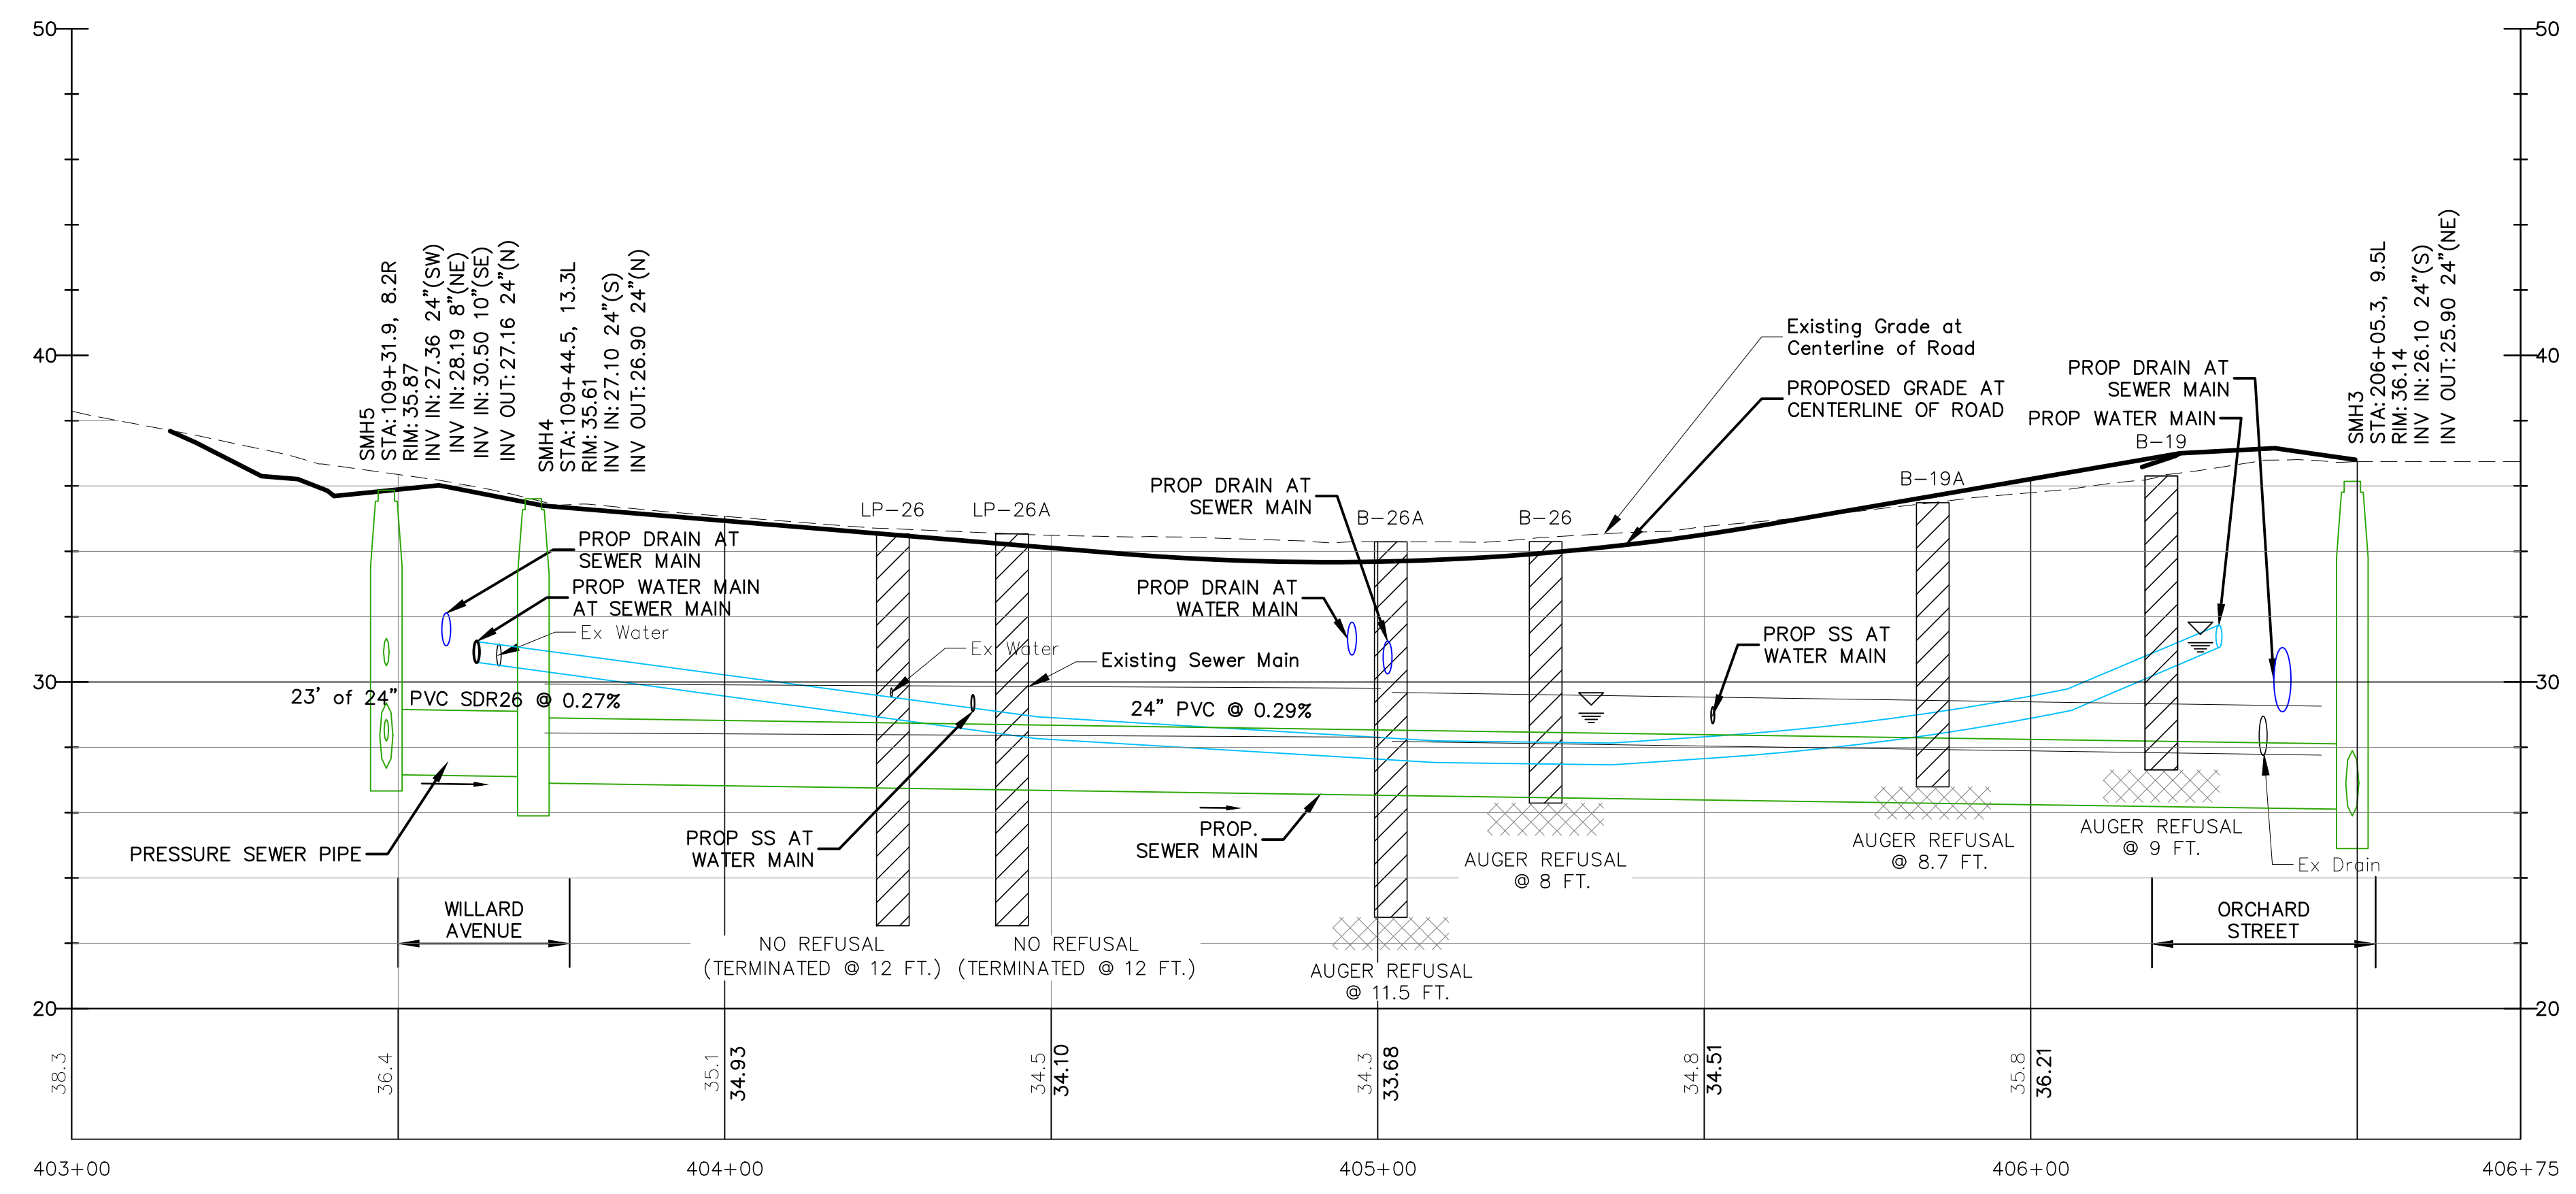 50
50
40
40
30
30
20
20
SMH5
STA:109+31.9, 8.2R
RIM:35.87
INV IN:27.36 24"(SW)
INV IN:28.19 8"(NE)
INV IN:30.50 10"(SE)
INV OUT:27.16 24"(N)
SMH4
STA:109+44.5, 13.3L
RIM:35.61
INV IN:27.10 24"(S)
INV OUT:26.90 24"(N)
Existing Grade at
Centerline of Road
PROPOSED GRADE AT
CENTERLINE OF ROAD
PROP DRAIN AT
SEWER MAIN
PROP WATER MAIN
B-19
SMH3
STA:206+05.3, 9.5L
RIM:36.14
INV IN:26.10 24"(S)
INV OUT:25.90 24"(NE)
LP-26
LP-26A
PROP DRAIN AT
SEWER MAIN
B-26A
B-26
B-19A
PROP DRAIN AT
SEWER MAIN
PROP WATER MAIN
AT SEWER MAIN
Ex Water
Ex Water
Existing Sewer Main
PROP DRAIN AT
WATER MAIN
PROP SS AT
WATER MAIN
23' of 24" PVC SDR26 @ 0.27%
24" PVC @ 0.29%
PRESSURE SEWER PIPE
PROP SS AT
WATER MAIN
PROP.
SEWER MAIN
AUGER REFUSAL
@ 8 FT.
AUGER REFUSAL
@ 8.7 FT.
AUGER REFUSAL
@ 9 FT.
Ex Drain
WILLARD
AVENUE
ORCHARD
STREET
NO REFUSAL
(TERMINATED @ 12 FT.)
NO REFUSAL
(TERMINATED @ 12 FT.)
AUGER REFUSAL
@ 11.5 FT.
38.3
36.4
35.1
34.93
34.5
34.10
34.3
33.68
34.8
34.51
35.8
36.21
403+00
404+00
405+00
406+00
406+75